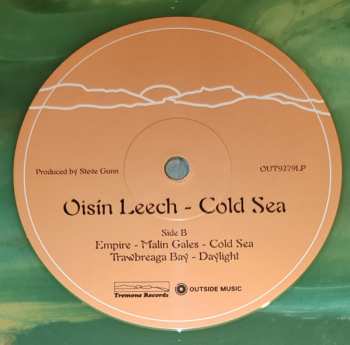 Produced by Steve Gunn
OUT9279LP
Oisín Leech - Cold Sea
Side B
Empire - Malin Gales - Cold Sea
Trawbreaga Bay - Daylight
Tremone Records
OUTSIDE MUSIC